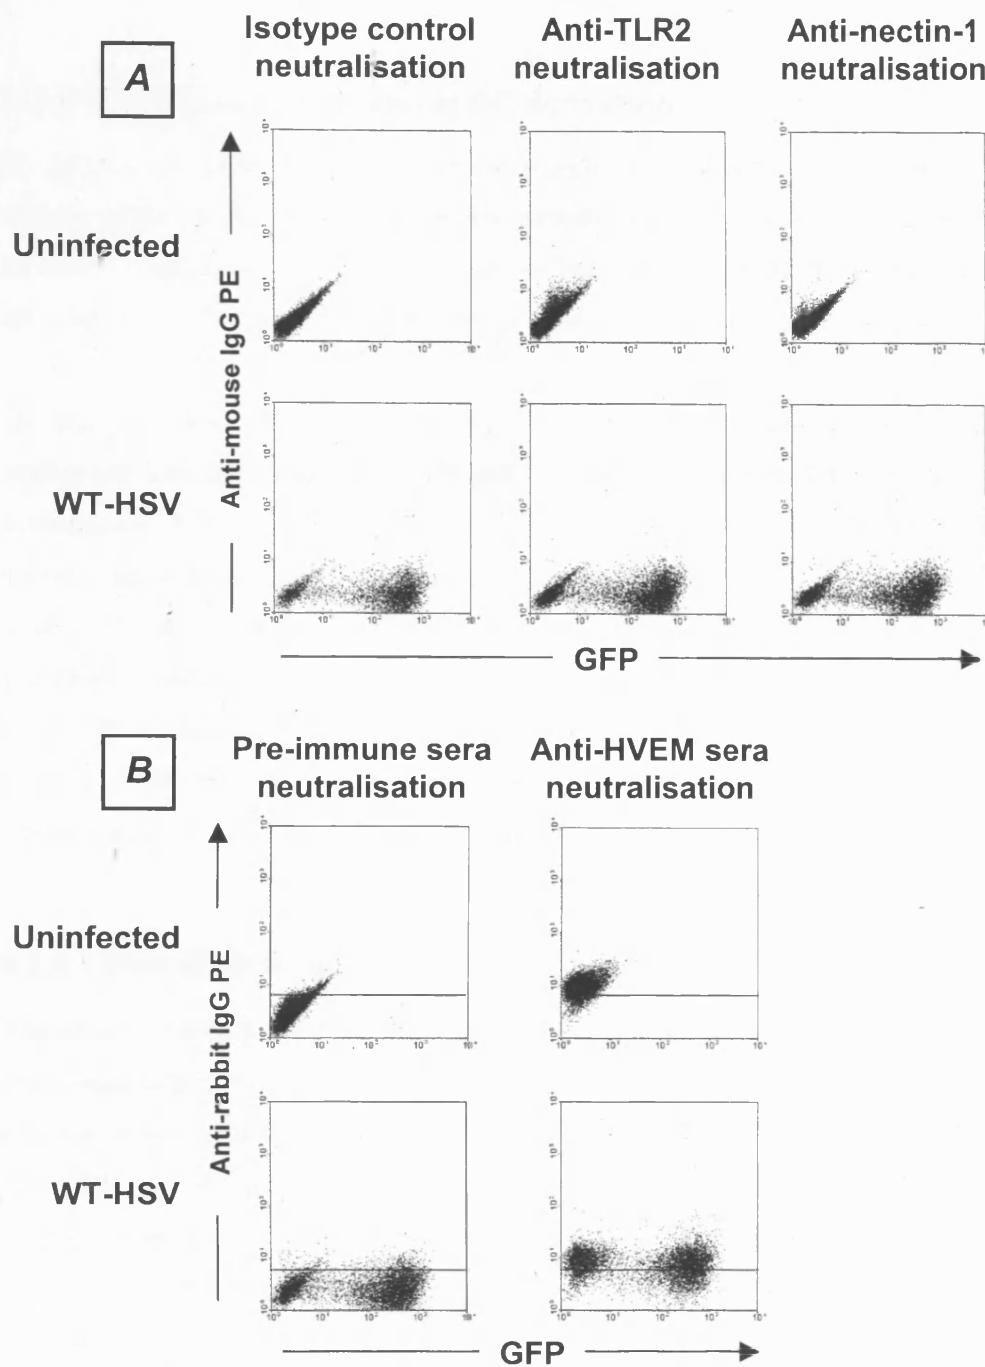 Isotype control neutralisation
Anti-TLR2 neutralisation
Anti-nectin-1 neutralisation
A
Uninfected
WT-HSV
Anti-mouse IgG PE
GFP
Pre-immune sera neutralisation
Anti-HVEM sera neutralisation
B
Uninfected
WT-HSV
Anti-rabbit IgG PE
GFP